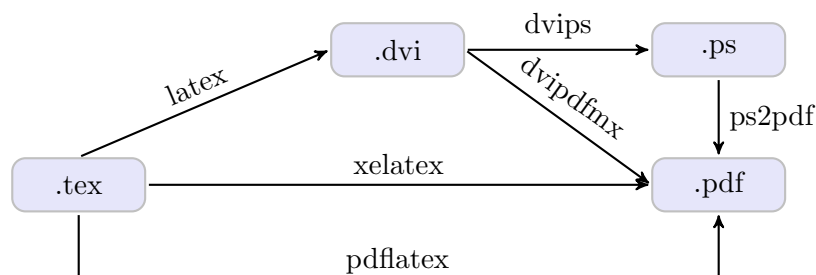 dvips
.dvi
.ps
latex
dvipdfmx
ps2pdf
xelatex
.tex
.pdf
pdflatex